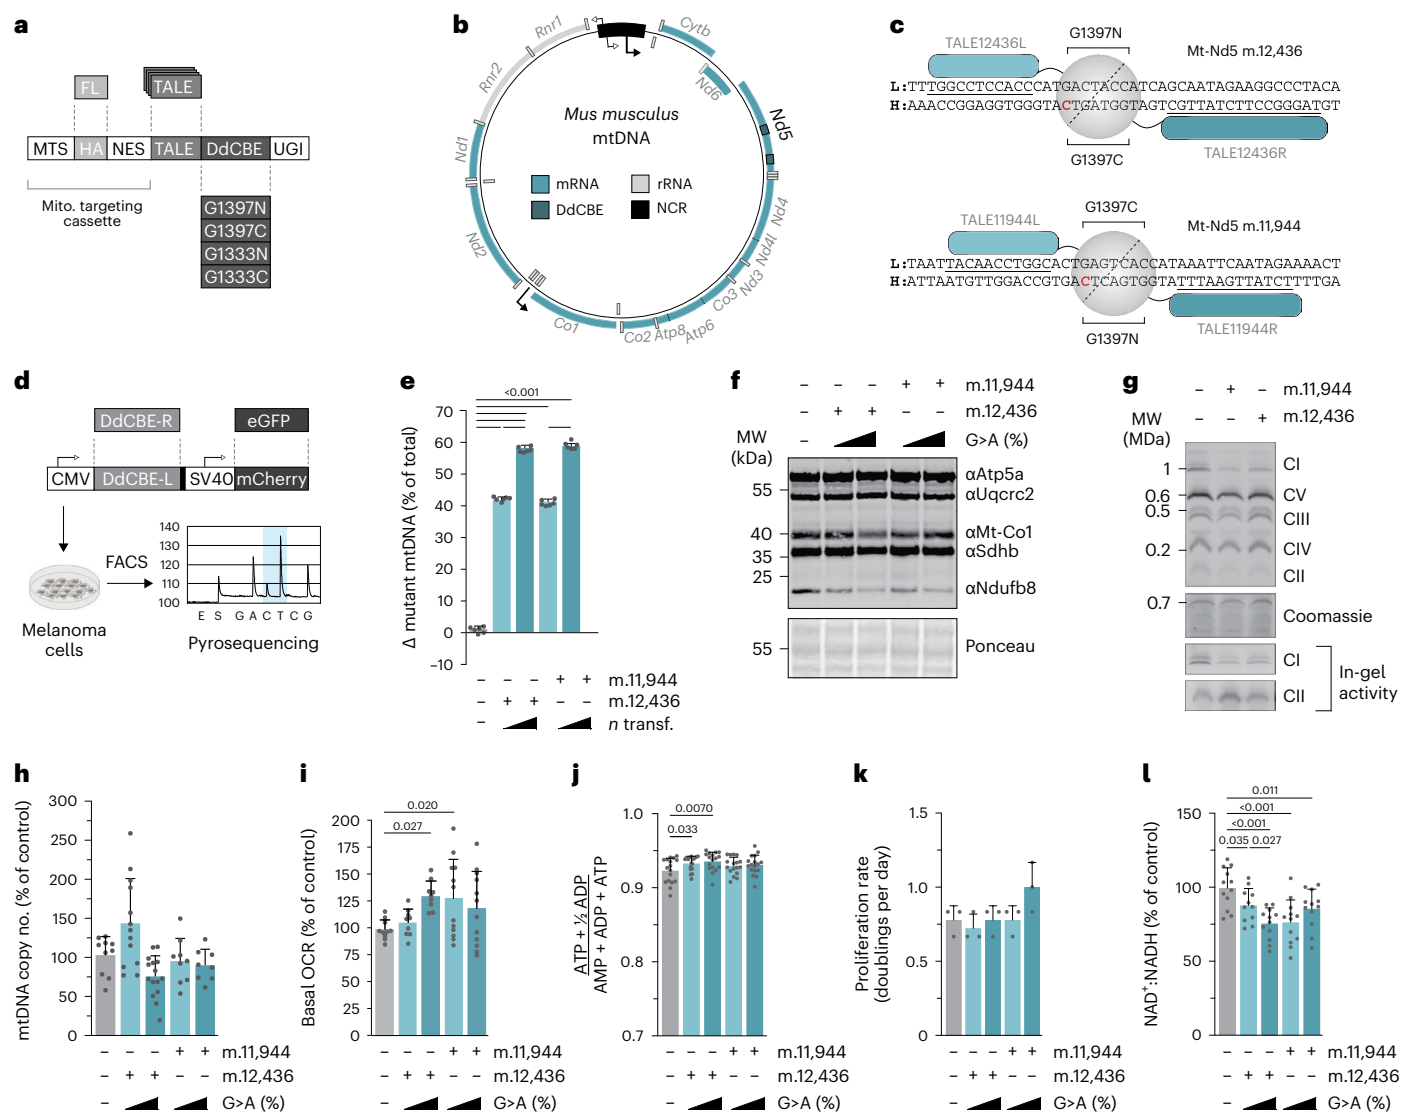 a
FL
TALE
MTS HA NES TALE DdCBE UGI
Mito. targeting
cassette
G1397N
G1397C
G1333N
G1333C
b
Rnr1
Cytb
Rnr2
Nd6
Nd5
Nd1
Mus musculus
mtDNA
mRNA
rRNA
DdCBE
NCR
Nd2
Nd4
Nd4l
Nd3
Co3
Atp6
Atp8
Co2
Co1
c
G1397N
TALE12436L
Mt-Nd5 m.12,436
L:TTTGGCCTCCACCCATGACTACCATCAGCAATAGAAGGCCCTACA
H:AAACCGGAGGTGGGTACTGATGGTAGTCGTTATCTTCCGGGATGT
G1397C
TALE12436R
G1397C
TALE11944L
Mt-Nd5 m.11,944
L:TAATTACAACCTGGCACTGAGTCACCATAAATTCAATAGAAAACT
H:ATTAATGTTGGACCGTGACTCAGTGGTATTTAAGTTATCTTTTGA
G1397N
TALE11944R
d
DdCBE-R
eGFP
CMV DdCBE-L SV40 mCherry
FACS
140
130
120
110
100
E S G A C T C G
Melanoma
cells
Pyrosequencing
e
<0.001
Δ mutant mtDNA (% of total)
70
60
50
40
30
20
10
0
−10
− − − + + m.11,944
− + + − − m.12,436
− n transf.
f
− − − + + m.11,944
− + + − − m.12,436
MW
(kDa)
− G>A (%)
αAtp5a
55
αUqcrc2
40
αMt-Co1
35
αSdhb
25
αNdufb8
55
Ponceau
g
− + − m.11,944
− − + m.12,436
MW
(MDa)
1
CI
0.6
CV
0.5
CIII
0.2
CIV
CII
0.7
Coomassie
CI
CII
In-gel
activity
h
mtDNA copy no. (% of control)
300
250
200
150
100
50
0
− − − + + m.11,944
− + + − − m.12,436
− G>A (%)
i
Basal OCR (% of control)
0.020
0.027
200
175
150
125
100
75
50
25
0
− − − + + m.11,944
− + + − − m.12,436
− G>A (%)
j
ATP + ½ ADP
AMP + ADP + ATP
0.0070
0.033
1.0
0.9
0.8
0.7
− − − + + m.11,944
− + + − − m.12,436
− G>A (%)
k
Proliferation rate
(doublings per day)
1.5
1.0
0.5
0
− − − + + m.11,944
− + + − − m.12,436
− G>A (%)
l
NAD⁺:NADH (% of control)
0.011
<0.001
<0.001
0.035 0.027
150
100
50
0
− − − + + m.11,944
− + + − − m.12,436
− G>A (%)